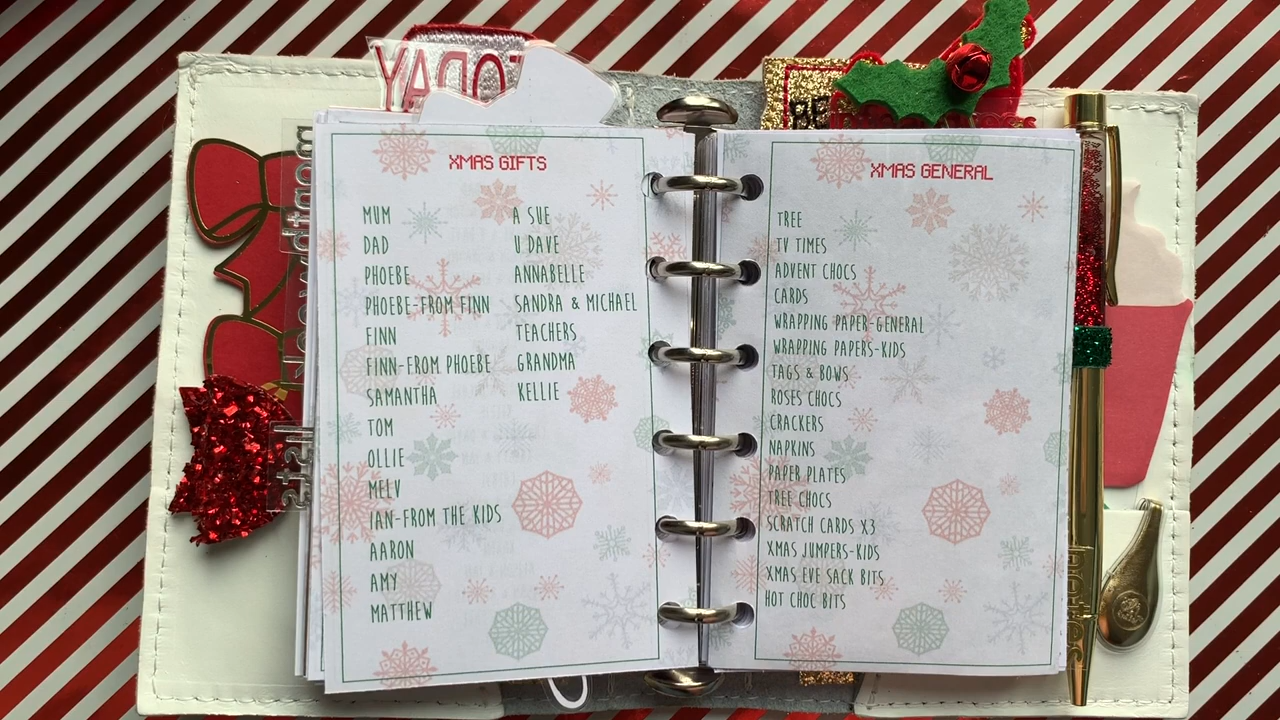 TODAY
BE
XMAS GIFTS
MUM
DAD
PHOEBE
PHOEBE-FROM FINN
FINN
FINN-FROM PHOEBE
SAMANTHA
TOM
OLLIE
MELV
IAN-FROM THE KIDS
AARON
AMY
MATTHEW
A SUE
U DAVE
ANNABELLE
SANDRA & MICHAEL
TEACHERS
GRANDMA
KELLIE
XMAS GENERAL
TREE
TV TIMES
ADVENT CHOCS
CARDS
WRAPPING PAPER-GENERAL
WRAPPING PAPERS-KIDS
TAGS & BOWS
ROSES CHOCS
CRACKERS
NAPKINS
PAPER PLATES
TREE CHOCS
SCRATCH CARDS X3
XMAS JUMPERS-KIDS
XMAS EVE SACK BITS
HOT CHOC BITS
notes